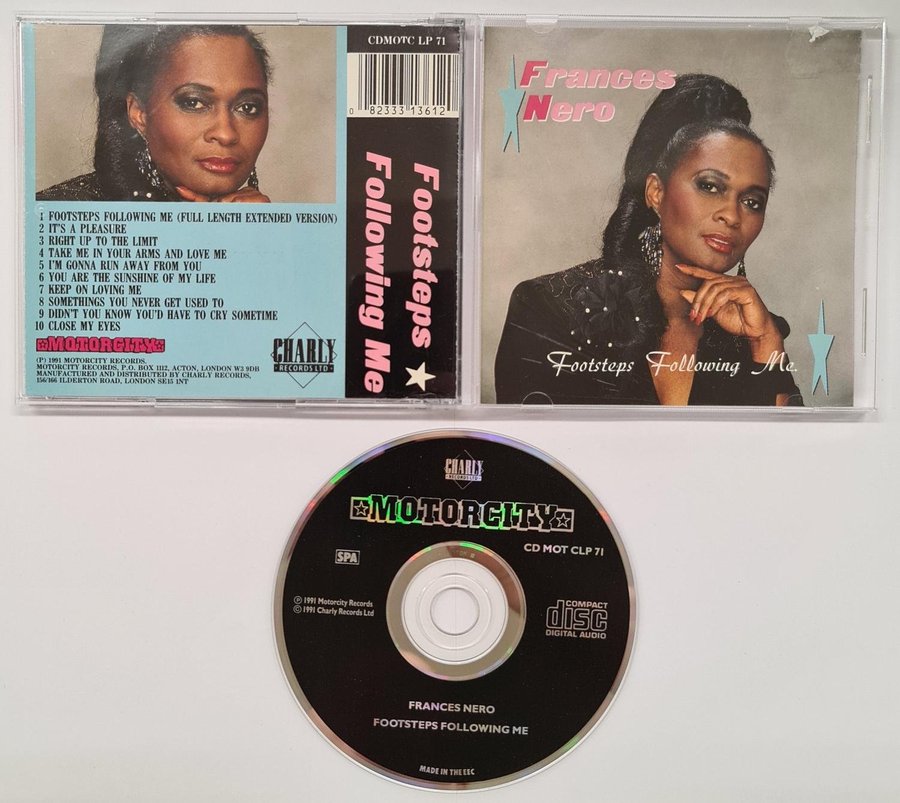 CDMOTC LP 71
0 82333 13612
Footsteps ★
Following Me
1 FOOTSTEPS FOLLOWING ME (FULL LENGTH EXTENDED VERSION)
2 IT'S A PLEASURE
3 RIGHT UP TO THE LIMIT
4 TAKE ME IN YOUR ARMS AND LOVE ME
5 I'M GONNA RUN AWAY FROM YOU
6 YOU ARE THE SUNSHINE OF MY LIFE
7 KEEP ON LOVING ME
8 SOMETHINGS YOU NEVER GET USED TO
9 DIDN'T YOU KNOW YOU'D HAVE TO CRY SOMETIME
10 CLOSE MY EYES
MOTORCITY
(P) 1991 MOTORCITY RECORDS.
MOTORCITY RECORDS, P.O. BOX 1112, ACTON, LONDON W3 9DB
MANUFACTURED AND DISTRIBUTED BY CHARLY RECORDS,
156/166 ILDERTON ROAD, LONDON SE15 1NT
CHARLY
RECORDS LTD
Frances
Nero
Footsteps Following Me.
CHARLY
RECORDS LTD
MOTORCITY
CD MOT CLP 71
SPA
℗ 1991 Motorcity Records
© 1991 Charly Records Ltd
COMPACT
disc
DIGITAL AUDIO
FRANCES NERO
FOOTSTEPS FOLLOWING ME
MADE IN THE EEC